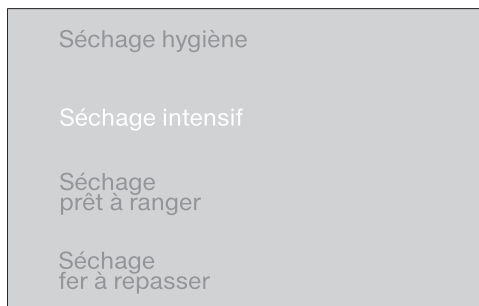 Séchage hygiène
Séchage intensif
Séchage
prêt à ranger
Séchage
fer à repasser